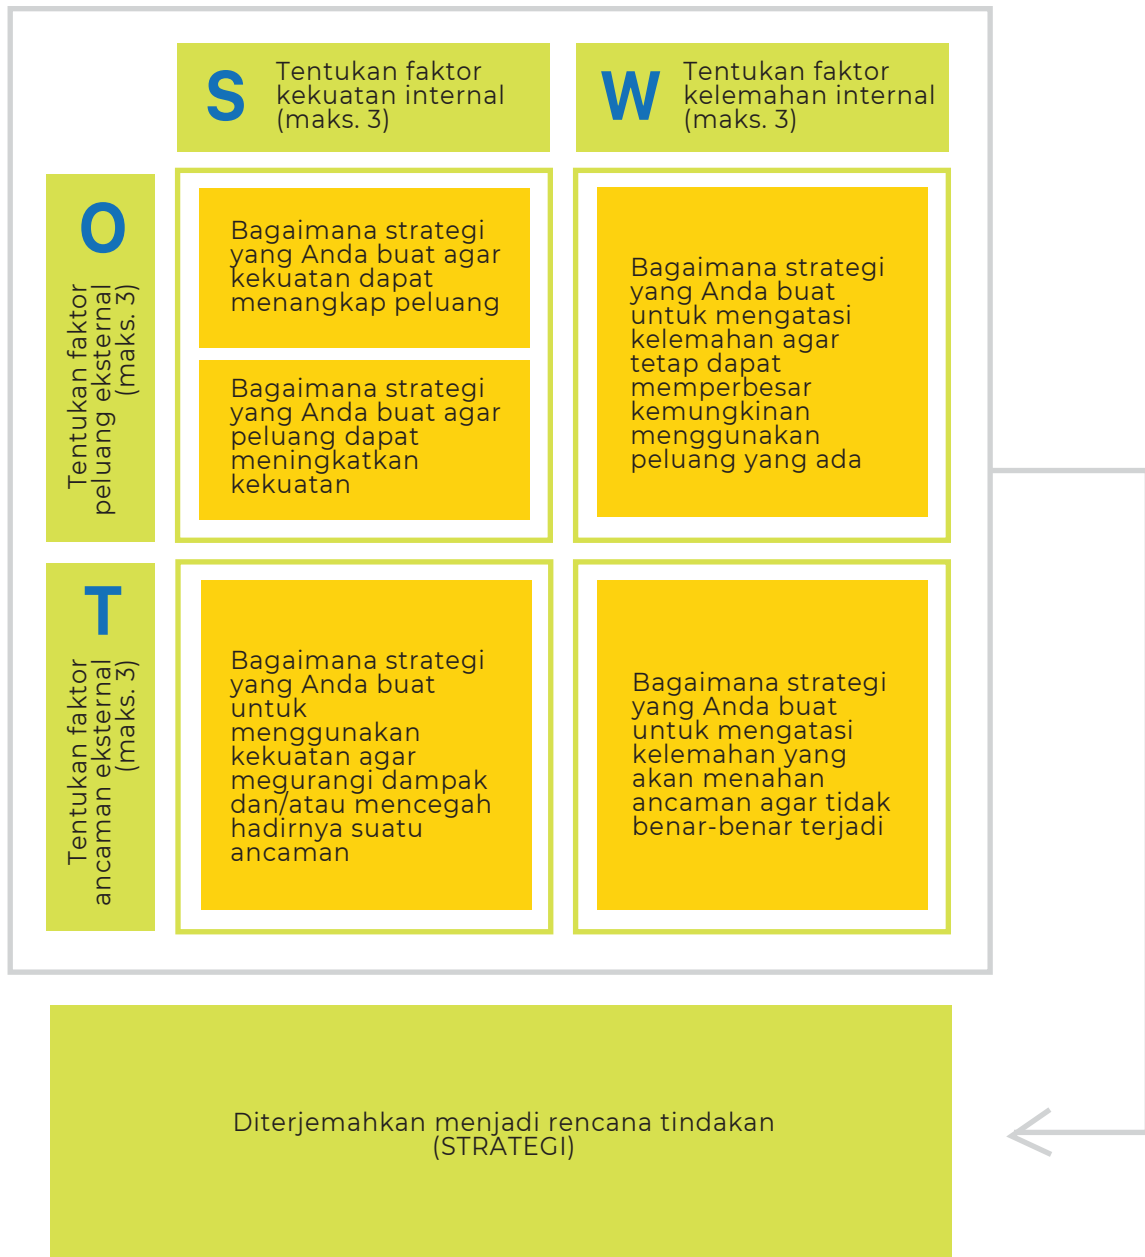 S
Tentukan faktor
kekuatan internal
(maks. 3)
W
Tentukan faktor
kelemahan internal
(maks. 3)
O
Tentukan faktor
peluang eksternal
(maks. 3)
Bagaimana strategi
yang Anda buat agar
kekuatan dapat
menangkap peluang
Bagaimana strategi
yang Anda buat agar
peluang dapat
meningkatkan
kekuatan
Bagaimana strategi
yang Anda buat
untuk mengatasi
kelemahan agar
tetap dapat
memperbesar
kemungkinan
menggunakan
peluang yang ada
T
Tentukan faktor
ancaman eksternal
(maks. 3)
Bagaimana strategi
yang Anda buat
untuk
menggunakan
kekuatan agar
megurangi dampak
dan/atau mencegah
hadirnya suatu
ancaman
Bagaimana strategi
yang Anda buat
untuk mengatasi
kelemahan yang
akan menahan
ancaman agar tidak
benar-benar terjadi
Diterjemahkan menjadi rencana tindakan
(STRATEGI)